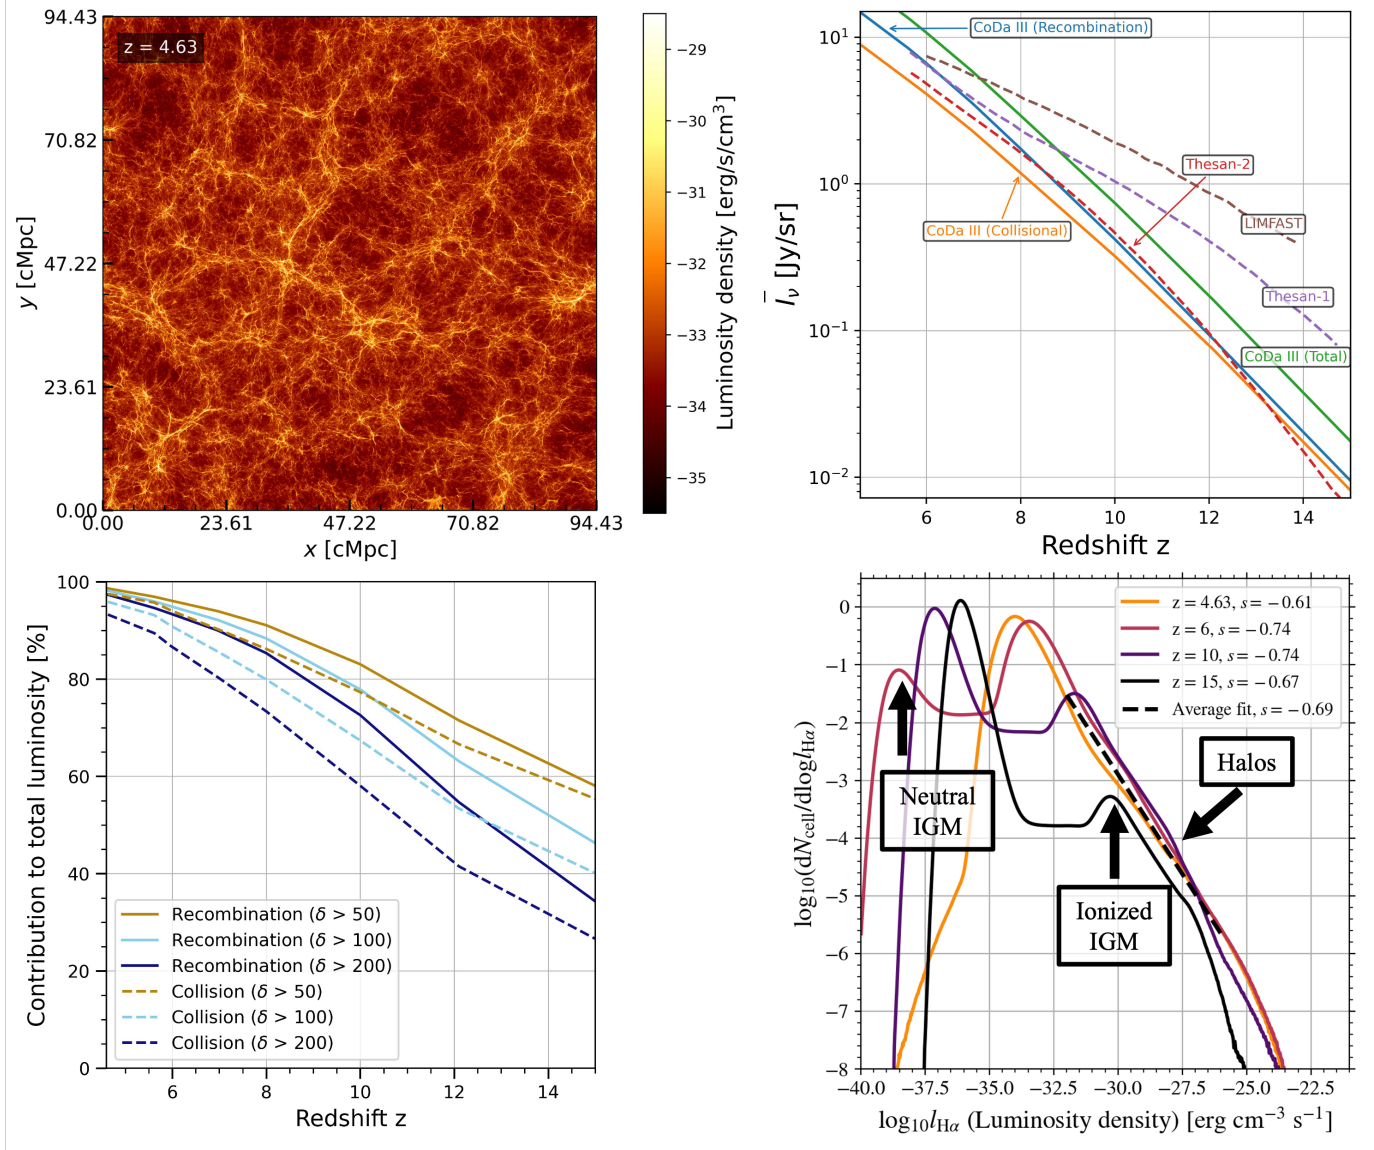 94.43
70.82
47.22
23.61
0.00
y [cMpc]
z = 4.63
0.00
23.61
47.22
70.82
94.43
x [cMpc]
−29
−30
−31
−32
−33
−34
−35
Luminosity density [erg/s/cm³]
10¹
10⁰
10⁻¹
10⁻²
Īν [Jy/sr]
CoDa III (Recombination)
Thesan-2
CoDa III (Collisional)
LIMFAST
Thesan-1
CoDa III (Total)
6
8
10
12
14
Redshift z
100
80
60
40
20
0
Contribution to total luminosity [%]
Recombination (δ > 50)
Recombination (δ > 100)
Recombination (δ > 200)
Collision (δ > 50)
Collision (δ > 100)
Collision (δ > 200)
6
8
10
12
14
Redshift z
0
−1
−2
−3
−4
−5
−6
−7
−8
log₁₀(dNcell/dloglHα)
z = 4.63, s = −0.61
z = 6, s = −0.74
z = 10, s = −0.74
z = 15, s = −0.67
Average fit, s = −0.69
Halos
Neutral
IGM
Ionized
IGM
−40.0
−37.5
−35.0
−32.5
−30.0
−27.5
−25.0
−22.5
log₁₀lHα (Luminosity density) [erg cm⁻³ s⁻¹]